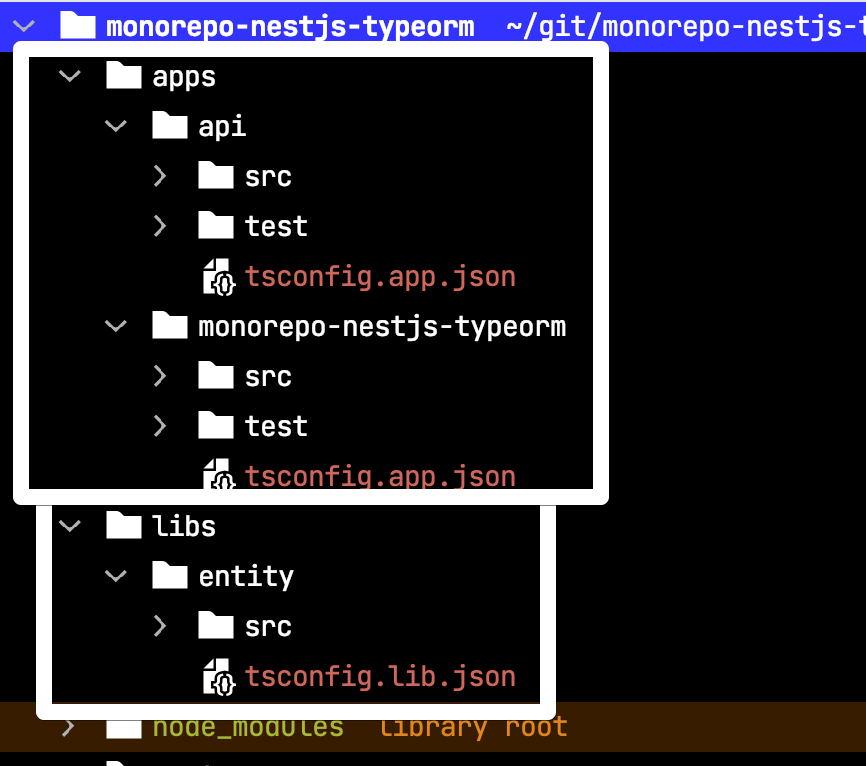 monorepo-nestjs-typeorm ~/git/monorepo-nestjs-t
apps
api
src
test
tsconfig.app.json
monorepo-nestjs-typeorm
src
test
tsconfig.app.json
libs
entity
src
tsconfig.lib.json
node_modules library root